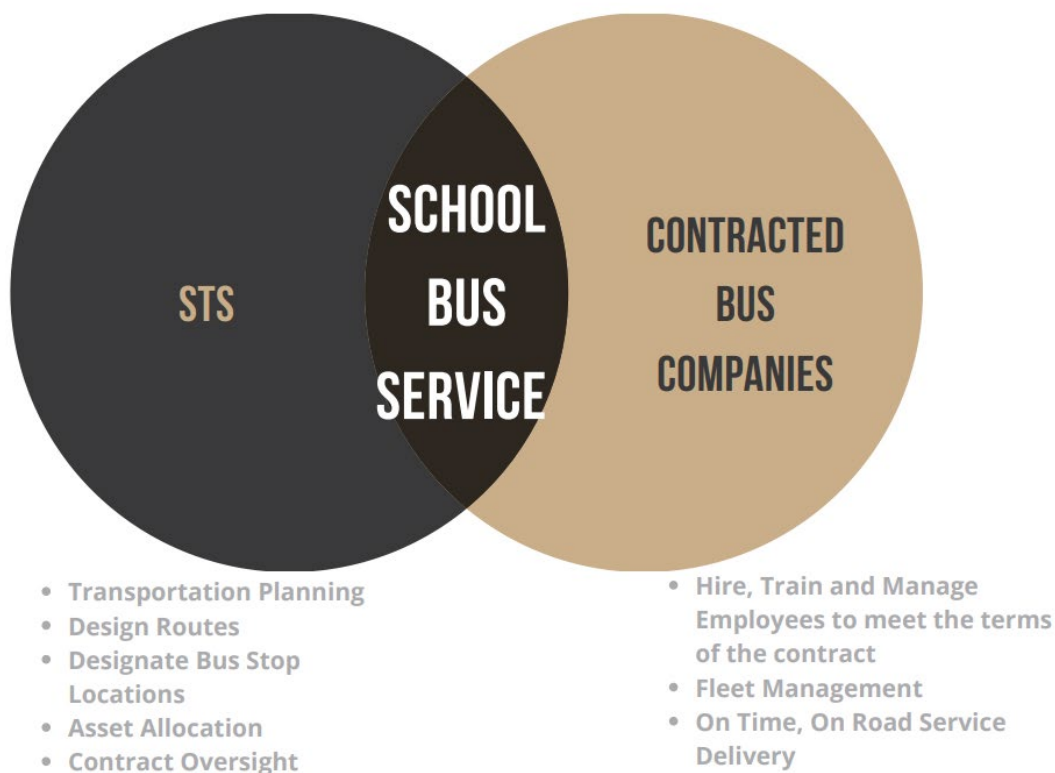 STS
SCHOOL
BUS
SERVICE
CONTRACTED
BUS
COMPANIES
• Transportation Planning
• Design Routes
• Designate Bus Stop
Locations
• Asset Allocation
• Contract Oversight
• Hire, Train and Manage
Employees to meet the terms
of the contract
• Fleet Management
• On Time, On Road Service
Delivery